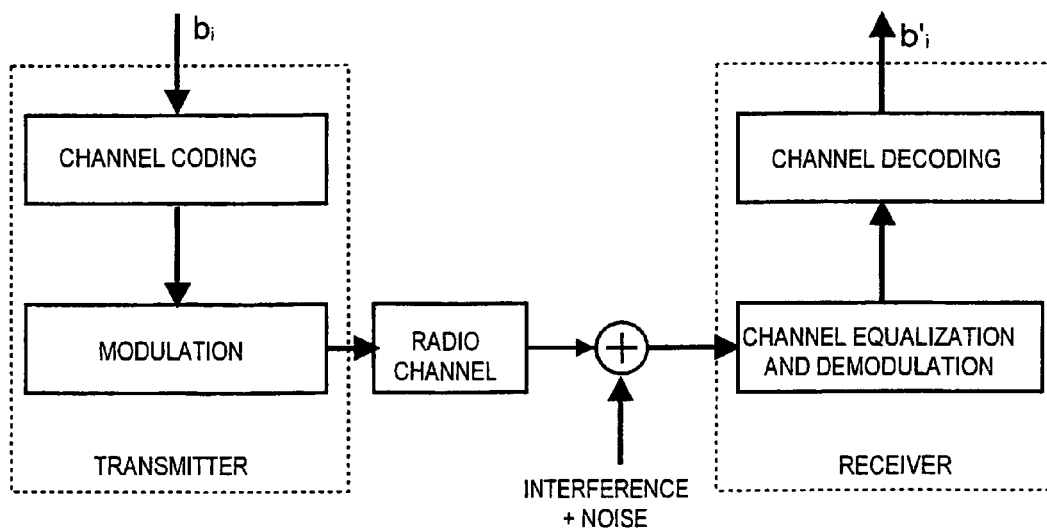 bi
b'i
CHANNEL CODING
CHANNEL DECODING
MODULATION
RADIO
CHANNEL
+
CHANNEL EQUALIZATION
AND DEMODULATION
TRANSMITTER
RECEIVER
INTERFERENCE
+ NOISE